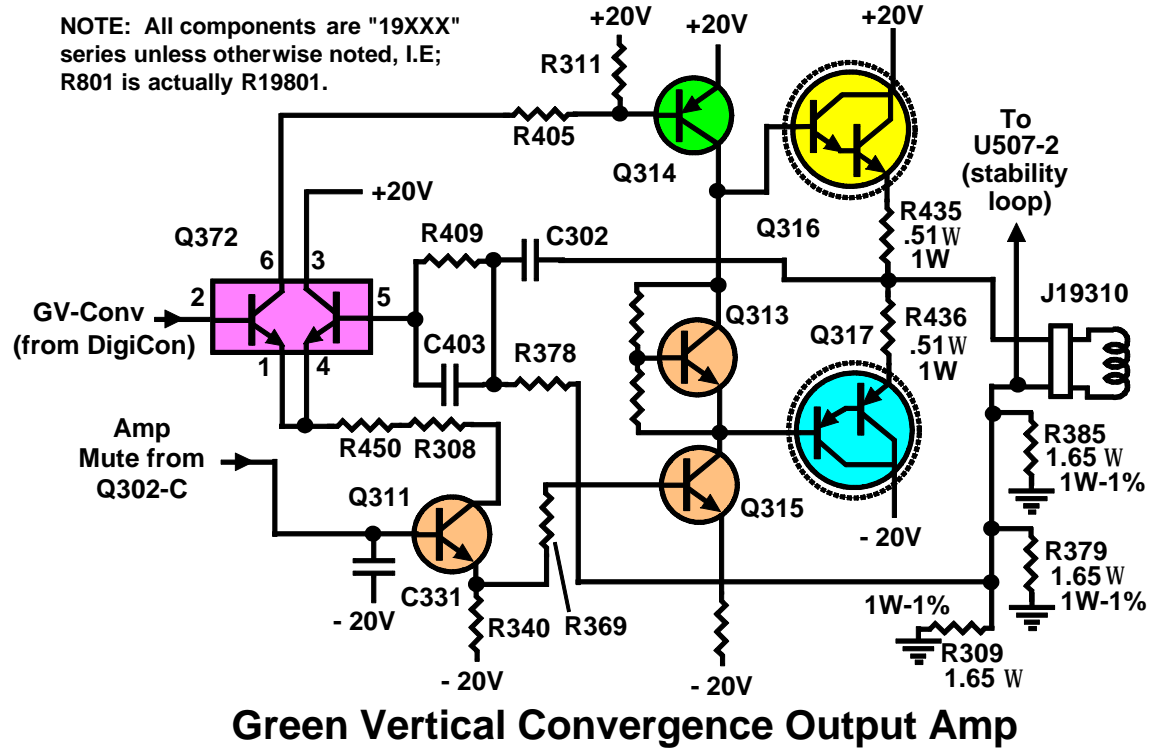 NOTE: All components are "19XXX"
series unless otherwise noted, I.E;
R801 is actually R19801.
+20V
+20V
+20V
R311
R405
Q314
To
U507-2
(stability
loop)
+20V
Q372
6
3
R409
C302
Q316
R435
.51W
1W
J19310
GV-Conv
(from DigiCon)
2
5
1
4
C403
R378
Q313
Q317
R436
.51W
1W
Amp
Mute from
Q302-C
R450
R308
Q311
Q315
R385
1.65 W
1W-1%
- 20V
C331
- 20V
R340
R369
R379
1.65 W
1W-1%
1W-1%
R309
1.65 W
- 20V
- 20V
Green Vertical Convergence Output Amp